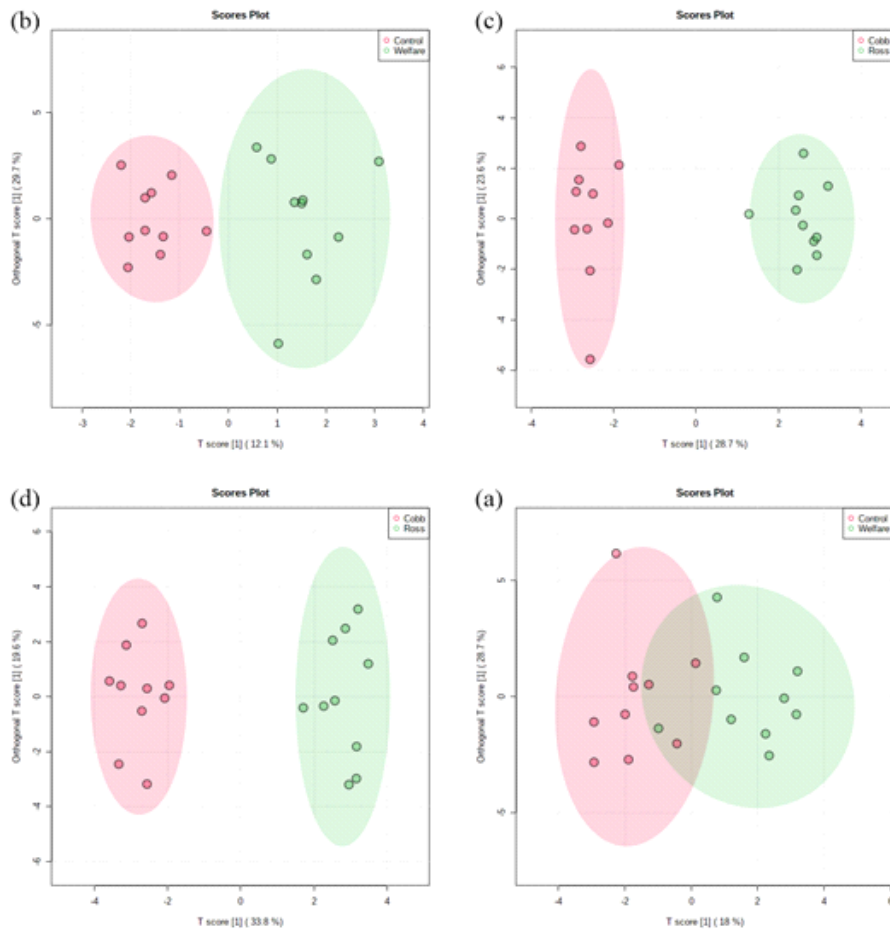 (b)
Scores Plot
Control
Welfare
Orthogonal T score [1] ( 29.7 %)
5
0
-5
-3 -2 -1 0 1 2 3 4
T score [1] ( 12.1 %)
(c)
Scores Plot
Cobb
Ross
Orthogonal T score [1] ( 23.6 %)
6
4
2
0
-2
-4
-6
-4 -2 0 2 4
T score [1] ( 28.7 %)
(d)
Scores Plot
Cobb
Ross
Orthogonal T score [1] ( 19.6 %)
6
4
2
0
-2
-4
-6
-4 -2 0 2 4
T score [1] ( 33.8 %)
(a)
Scores Plot
Control
Welfare
Orthogonal T score [1] ( 28.7 %)
5
0
-5
-4 -2 0 2 4 6
T score [1] ( 18 %)